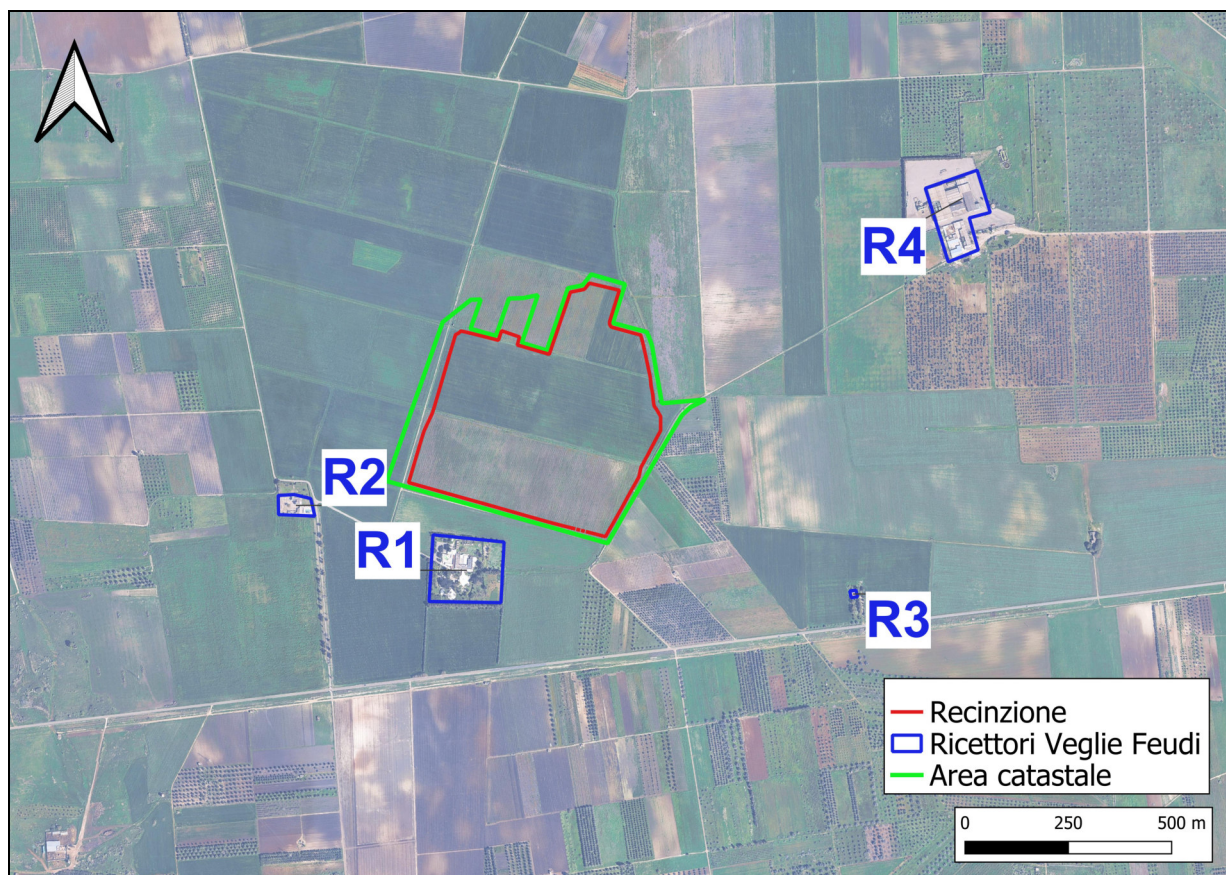 R4
R2
R1
R3
Recinzione
Ricettori Veglie Feudi
Area catastale
0 250 500 m